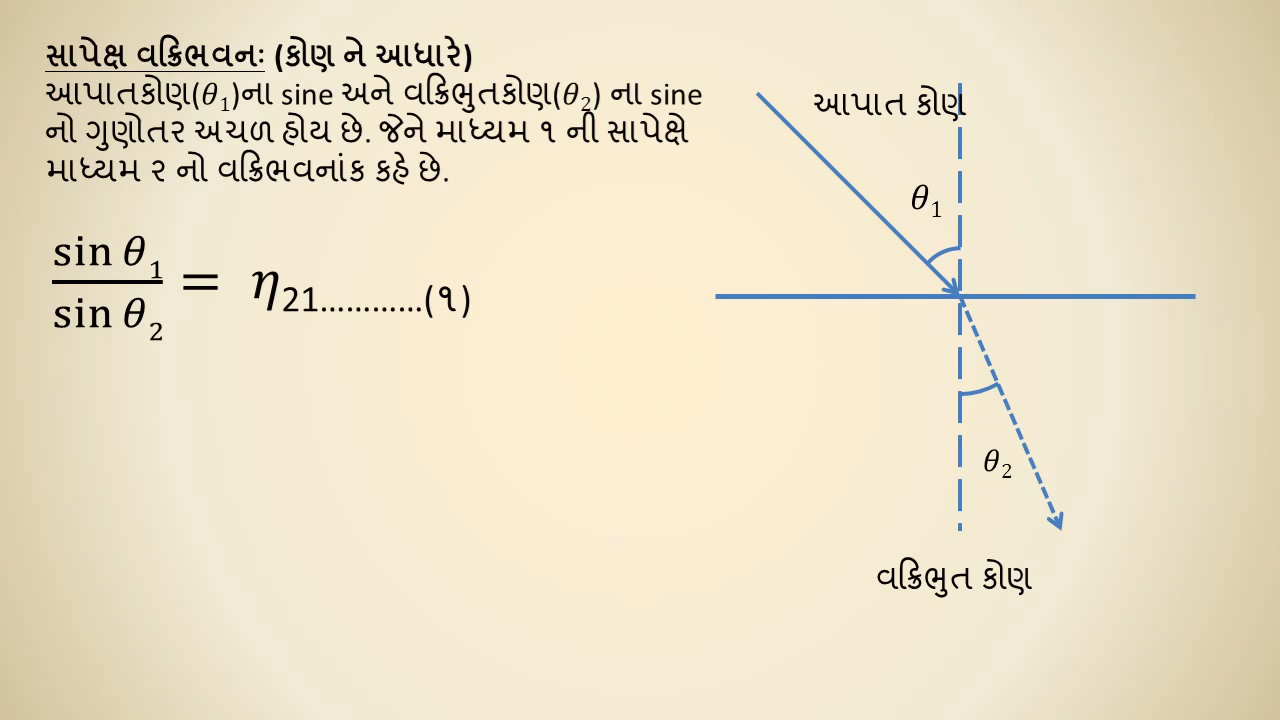 સાપેક્ષ વક્રિભવનઃ (કોણ ને આધારે)
આપાતકોણ(θ₁)ના sine અને વક્રિભુતકોણ(θ₂) ના sine
નો ગુણોતર અચળ હોય છે. જેને માધ્યમ ૧ ની સાપેક્ષે
માધ્યમ ૨ નો વક્રિભવનાંક કહે છે.
sin θ₁ / sin θ₂ = η₂₁…………(૧)
આપાત કોણ
θ₁
θ₂
વક્રિભુત કોણ